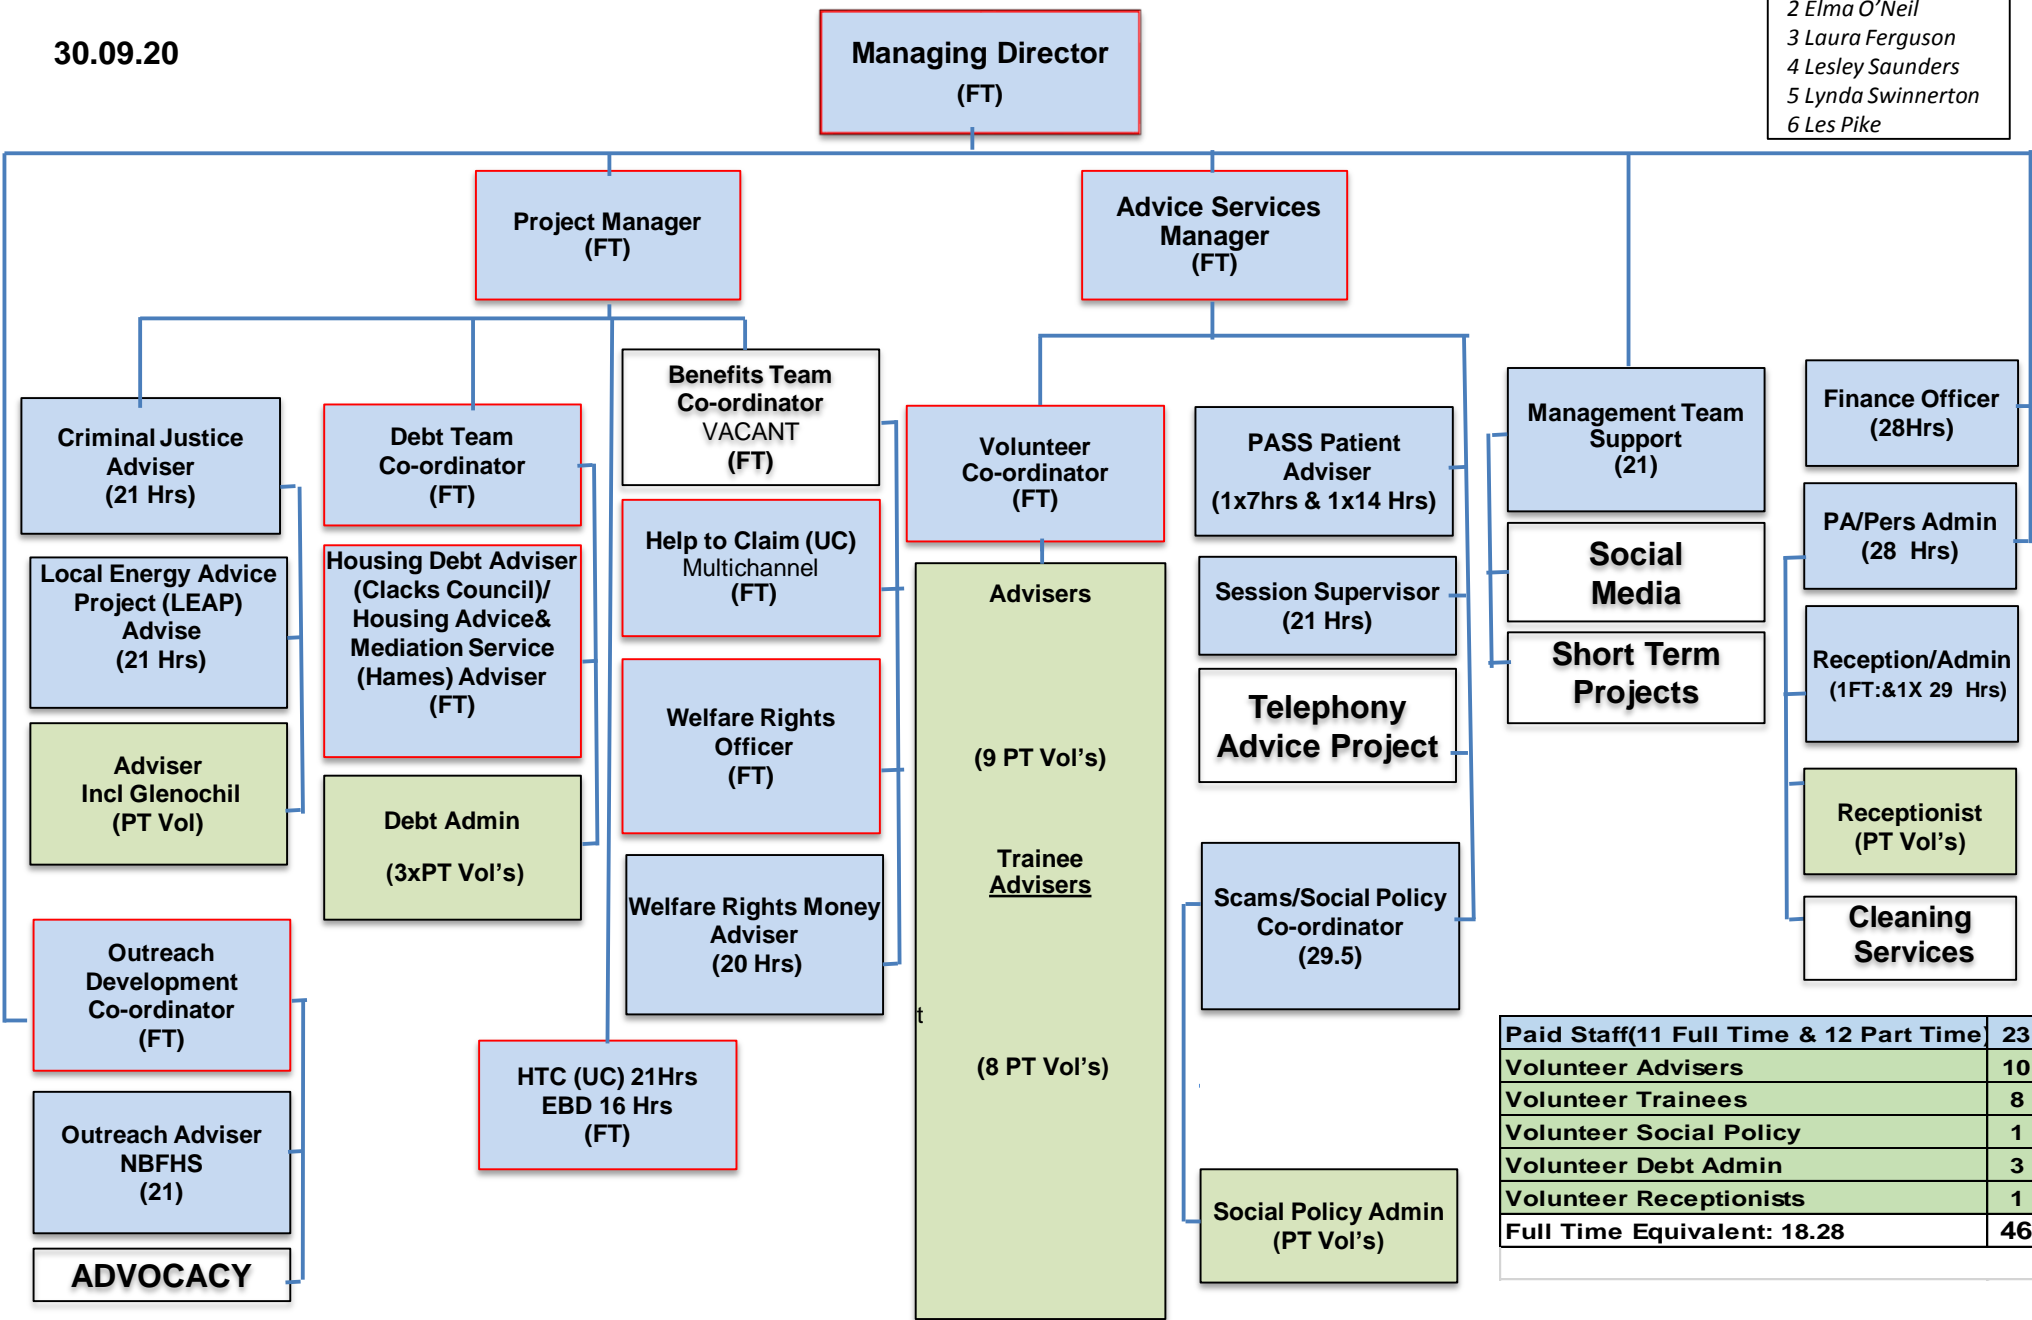 30.09.20
Managing Director
(FT)
2 Elma O’Neil
3 Laura Ferguson
4 Lesley Saunders
5 Lynda Swinnerton
6 Les Pike
Project Manager
(FT)
Advice Services
Manager
(FT)
Criminal Justice
Adviser
(21 Hrs)
Local Energy Advice
Project (LEAP)
Advise
(21 Hrs)
Adviser
Incl Glenochil
(PT Vol)
Outreach
Development
Co-ordinator
(FT)
Outreach Adviser
NBFHS
(21)
ADVOCACY
Debt Team
Co-ordinator
(FT)
Housing Debt Adviser
(Clacks Council)/
Housing Advice&
Mediation Service
(Hames) Adviser
(FT)
Debt Admin
(3xPT Vol’s)
HTC (UC) 21Hrs
EBD 16 Hrs
(FT)
Benefits Team
Co-ordinator
VACANT
(FT)
Help to Claim (UC)
Multichannel
(FT)
Welfare Rights
Officer
(FT)
Welfare Rights Money
Adviser
(20 Hrs)
Volunteer
Co-ordinator
(FT)
Advisers
(9 PT Vol’s)
Trainee
Advisers
t
(8 PT Vol’s)
PASS Patient
Adviser
(1x7hrs & 1x14 Hrs)
Session Supervisor
(21 Hrs)
Telephony
Advice Project
Scams/Social Policy
Co-ordinator
(29.5)
Social Policy Admin
(PT Vol’s)
Management Team
Support
(21)
Social
Media
Short Term
Projects
Finance Officer
(28Hrs)
PA/Pers Admin
(28 Hrs)
Reception/Admin
(1FT:&1X 29 Hrs)
Receptionist
(PT Vol’s)
Cleaning
Services
Paid Staff(11 Full Time & 12 Part Time) 23
Volunteer Advisers 10
Volunteer Trainees 8
Volunteer Social Policy 1
Volunteer Debt Admin 3
Volunteer Receptionists 1
Full Time Equivalent: 18.28 46